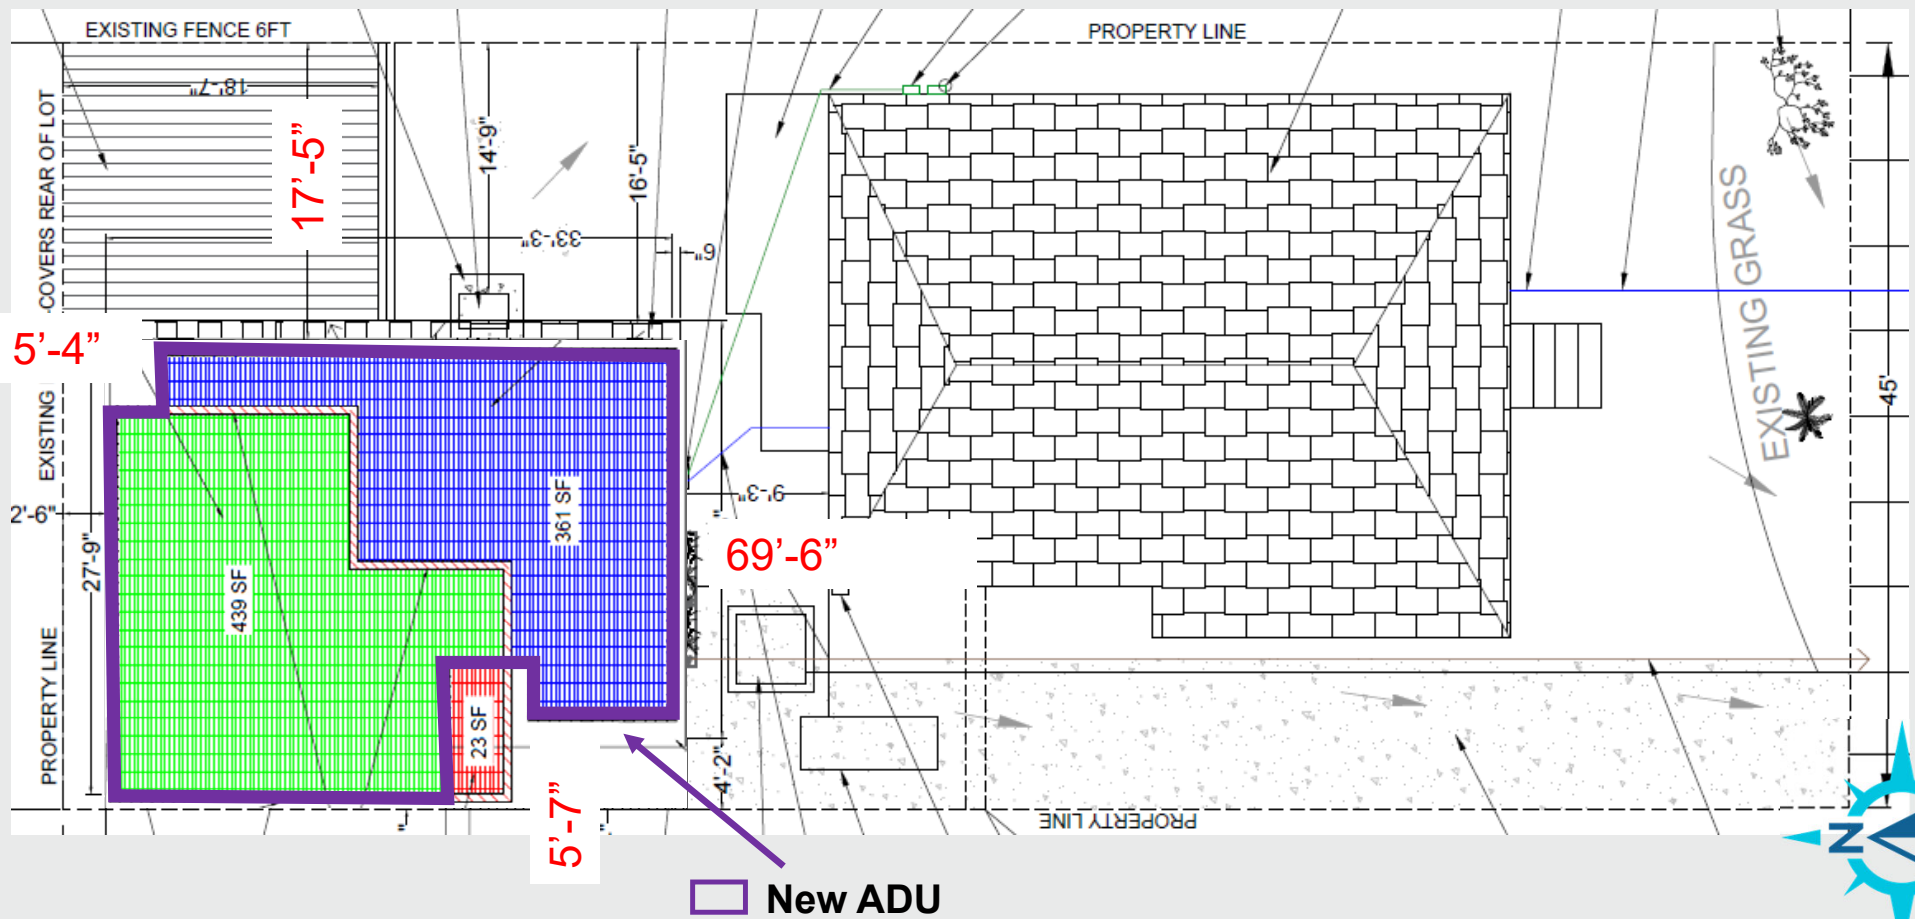 EXISTING FENCE 6FT
PROPERTY LINE
18'-7"
COVERS REAR OF LOT
17'-5"
14'-9"
16'-5"
33'-3"
6"
EXISTING GRASS
5'-4"
45'
EXISTING
2'-6"
27'-9"
361 SF
9'-3"
69'-6"
439 SF
PROPERTY LINE
23 SF
4'-2"
5'-7"
PROPERTY LINE
N
New ADU